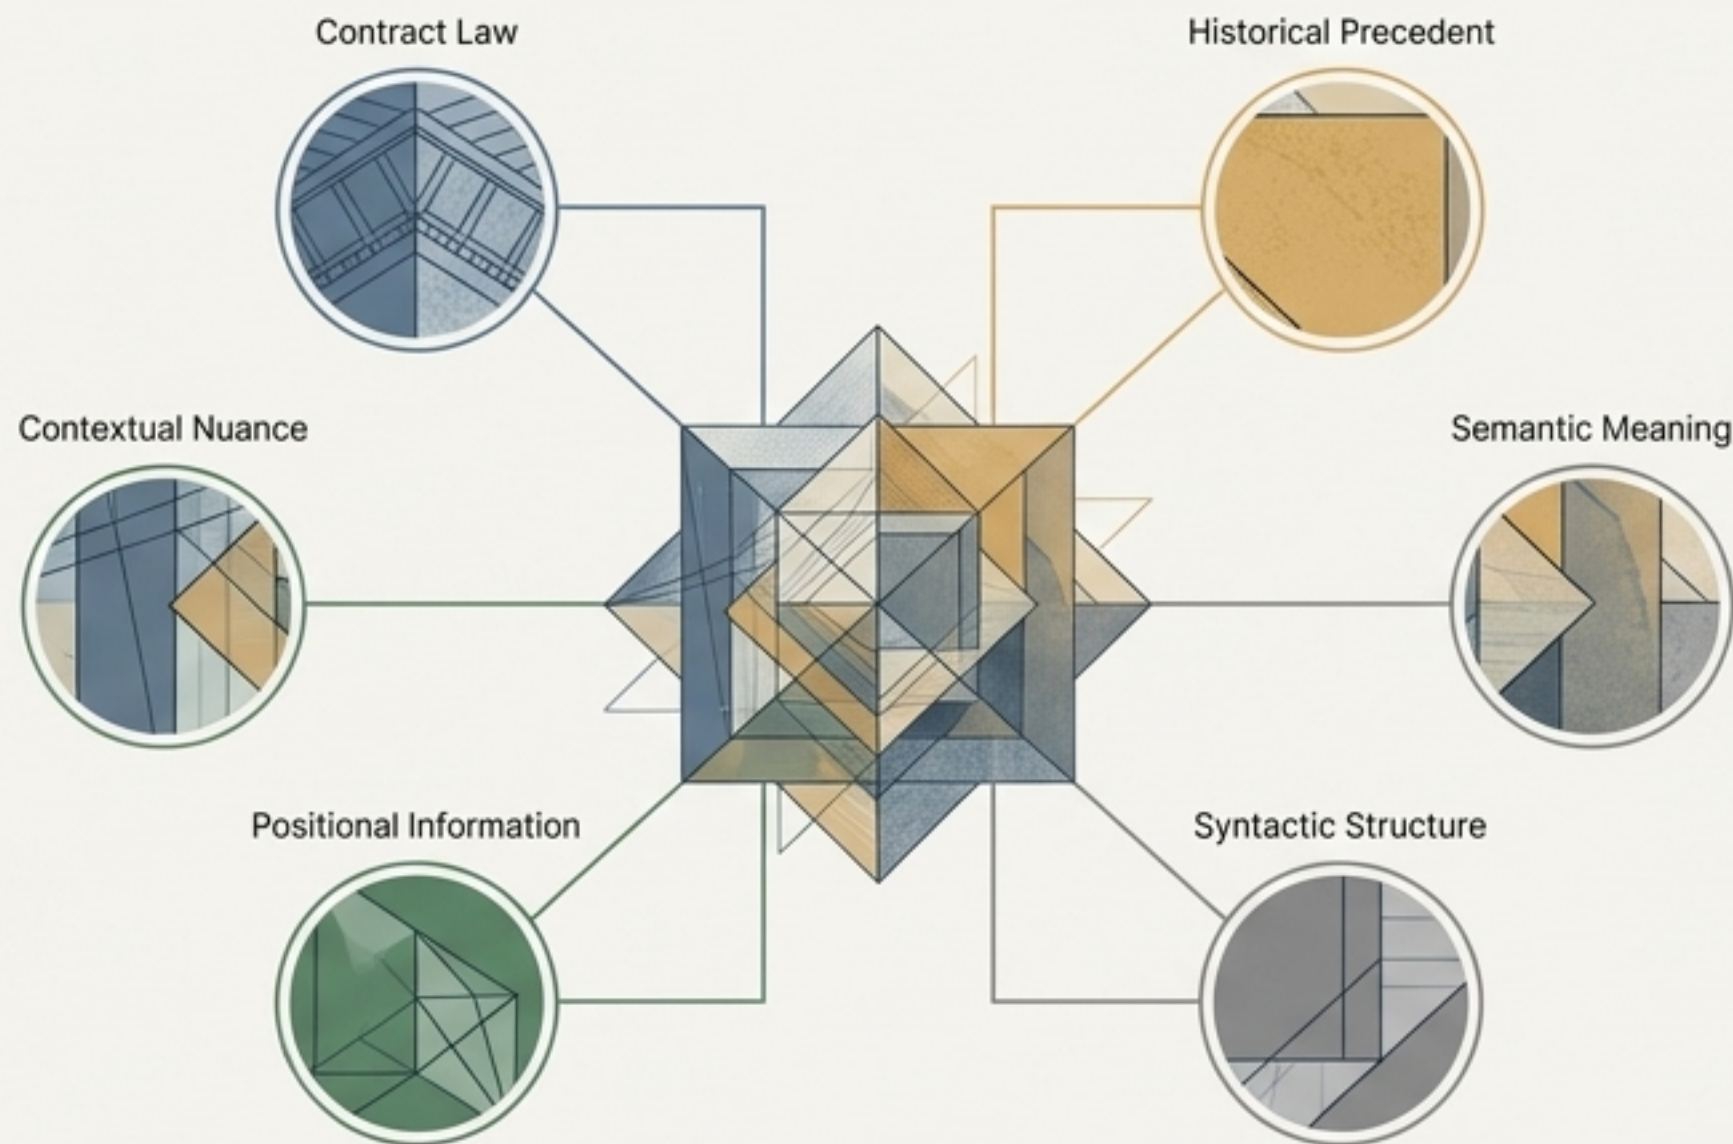 Contract Law
Historical Precedent
Contextual Nuance
Semantic Meaning
Positional Information
Syntactic Structure